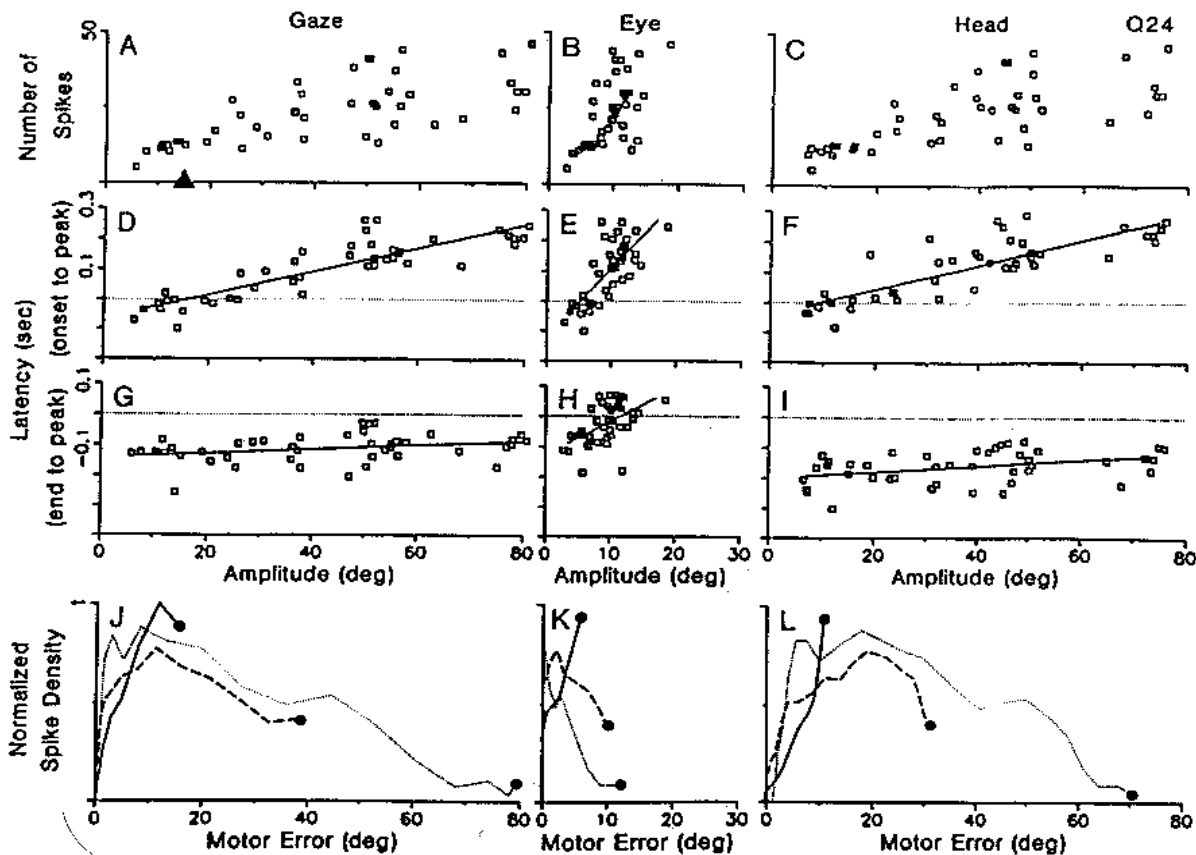 Gaze Eye Head Q24
50 A B C
Number of Spikes
0.3 D E F
0.1
Latency (sec)
(onset to peak)
0.1 G H I
-0.1
(end to peak)
0 20 40 60 80 0 10 20 30 0 20 40 60 80
Amplitude (deg) Amplitude (deg) Amplitude (deg)
1 J K L
Normalized Spike Density
0 20 40 60 80 0 10 20 30 0 20 40 60 80
Motor Error (deg) Motor Error (deg) Motor Error (deg)